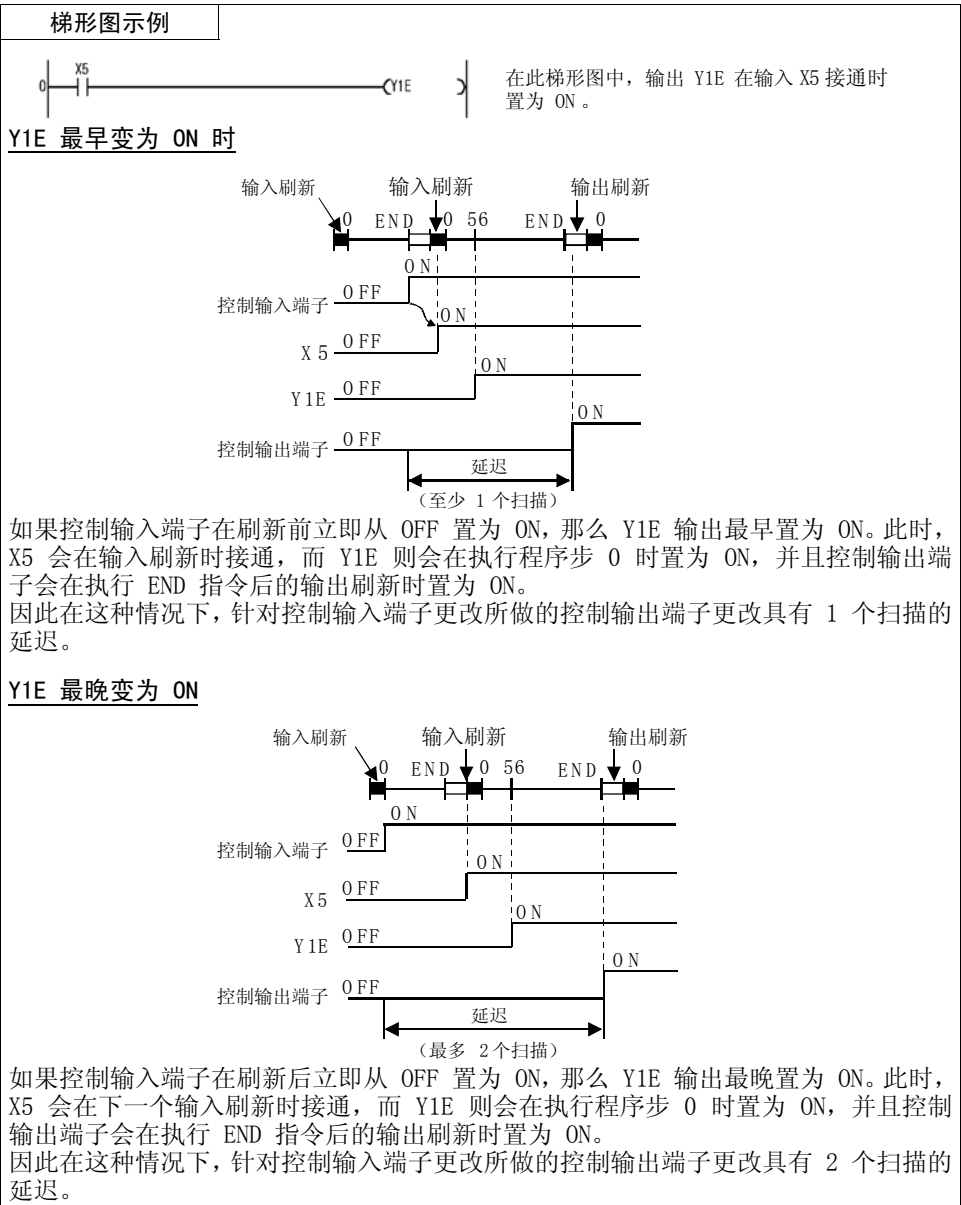 梯形图示例
X5
0 Y1E
在此梯形图中，输出 Y1E 在输入 X5 接通时
置为 ON。
Y1E 最早变为 ON 时
输入刷新 输入刷新 输出刷新
0 END 0 56 END 0
ON
控制输入端子 OFF
ON
X5 OFF
ON
Y1E OFF
ON
控制输出端子 OFF
延迟
（至少 1 个扫描）
如果控制输入端子在刷新前立即从 OFF 置为 ON，那么 Y1E 输出最早置为 ON。此时，
X5 会在输入刷新时接通，而 Y1E 则会在执行程序步 0 时置为 ON，并且控制输出端
子会在执行 END 指令后的输出刷新时置为 ON。
因此在这种情况下，针对控制输入端子更改所做的控制输出端子更改具有 1 个扫描的
延迟。
Y1E 最晚变为 ON
输入刷新 输入刷新 输出刷新
0 END 0 56 END 0
ON
控制输入端子 OFF
ON
X5 OFF
ON
Y1E OFF
ON
控制输出端子 OFF
延迟
（最多 2个扫描）
如果控制输入端子在刷新后立即从 OFF 置为 ON，那么 Y1E 输出最晚置为 ON。此时，
X5 会在下一个输入刷新时接通，而 Y1E 则会在执行程序步 0 时置为 ON，并且控制
输出端子会在执行 END 指令后的输出刷新时置为 ON。
因此在这种情况下，针对控制输入端子更改所做的控制输出端子更改具有 2 个扫描的
延迟。